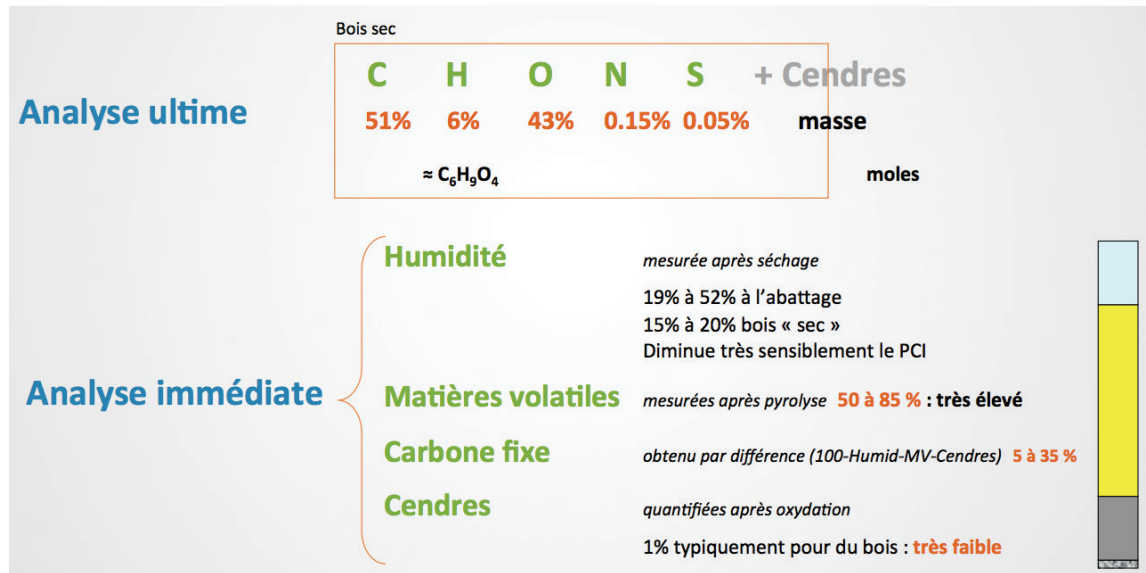 Bois sec
C H O N S + Cendres
Analyse ultime
51% 6% 43% 0.15% 0.05% masse
≈ C₆H₉O₄ moles
Humidité mesurée après séchage
19% à 52% à l’abattage
15% à 20% bois « sec »
Diminue très sensiblement le PCI
Analyse immédiate
Matières volatiles mesurées après pyrolyse 50 à 85 % : très élevé
Carbone fixe obtenu par différence (100-Humid-MV-Cendres) 5 à 35 %
Cendres quantifiées après oxydation
1% typiquement pour du bois : très faible